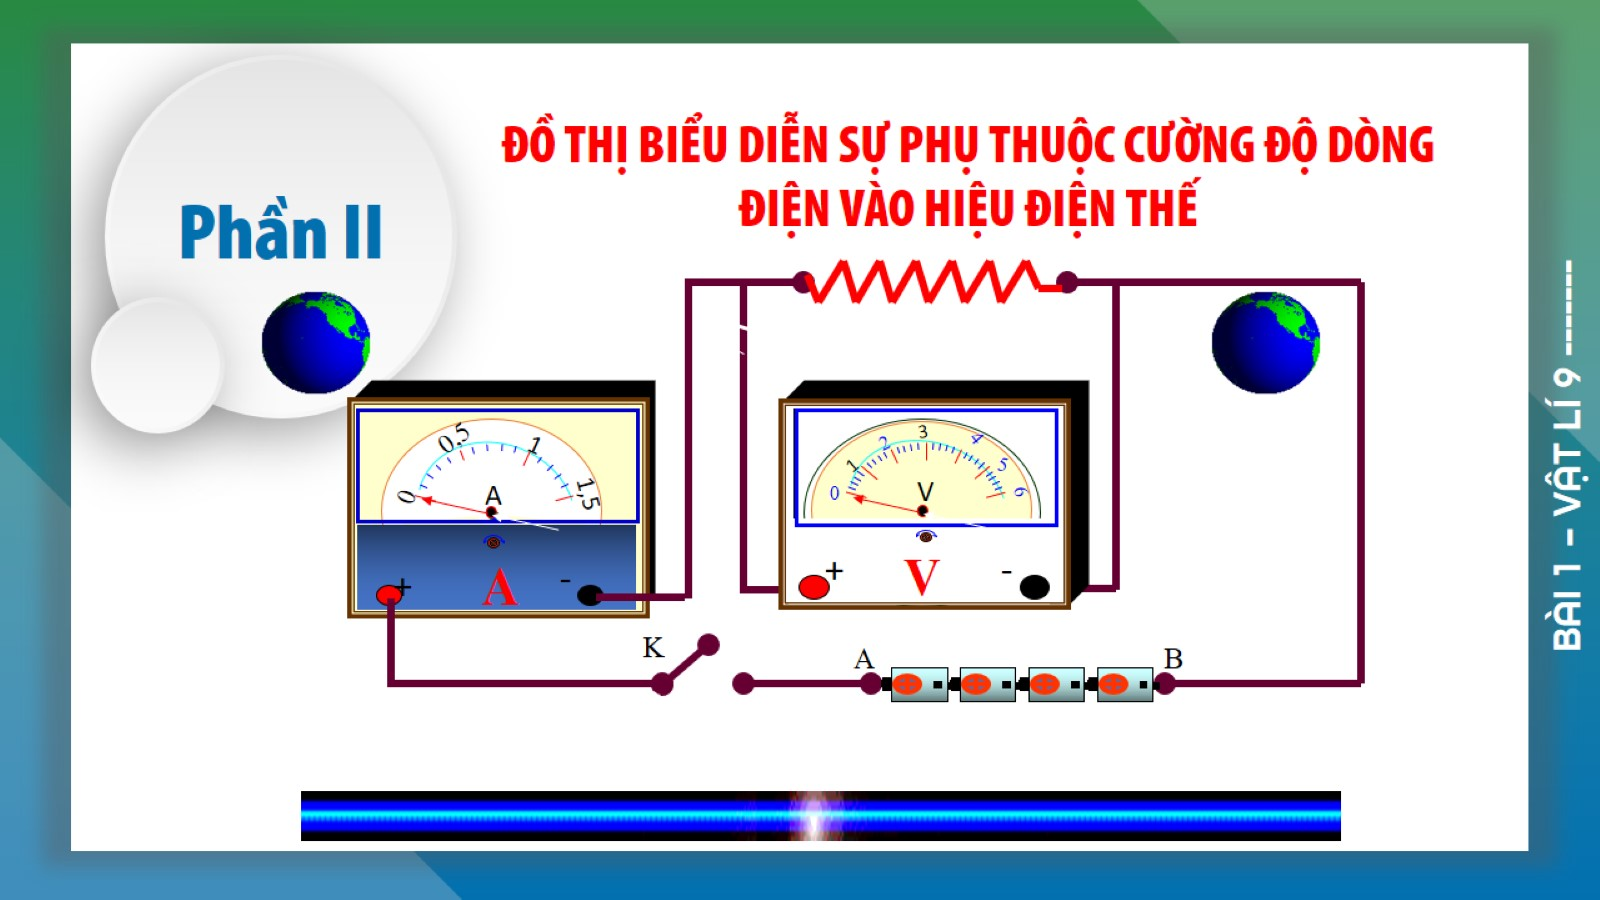 ĐỒ THỊ BIỂU DIỄN SỰ PHỤ THUỘC CƯỜNG ĐỘ DÒNG
ĐIỆN VÀO HIỆU ĐIỆN THẾ
Phần II
0 0,5 1 1,5
A
+ A -
0 1 2 3 4 5 6
V
+ V -
K
A B
BÀI 1 – VẬT LÍ 9 ------